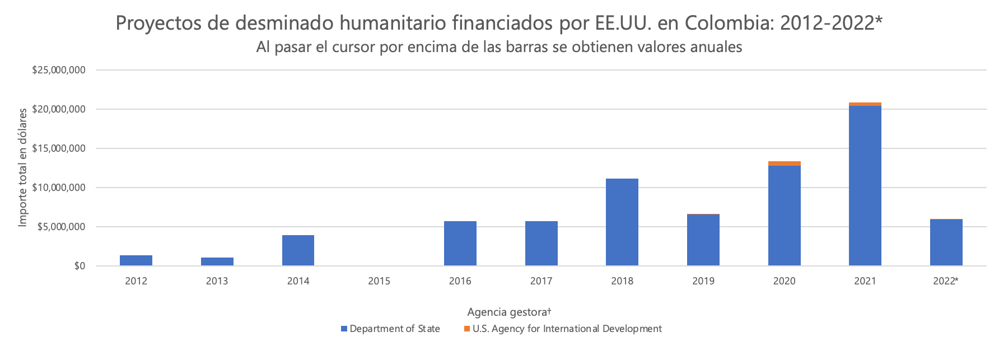 Proyectos de desminado humanitario financiados por EE.UU. en Colombia: 2012-2022*
Al pasar el cursor por encima de las barras se obtienen valores anuales
Importe total en dólares
$25,000,000
$20,000,000
$15,000,000
$10,000,000
$5,000,000
$0
2012 2013 2014 2015 2016 2017 2018 2019 2020 2021 2022*
Agencia gestora†
Department of State U.S. Agency for International Development